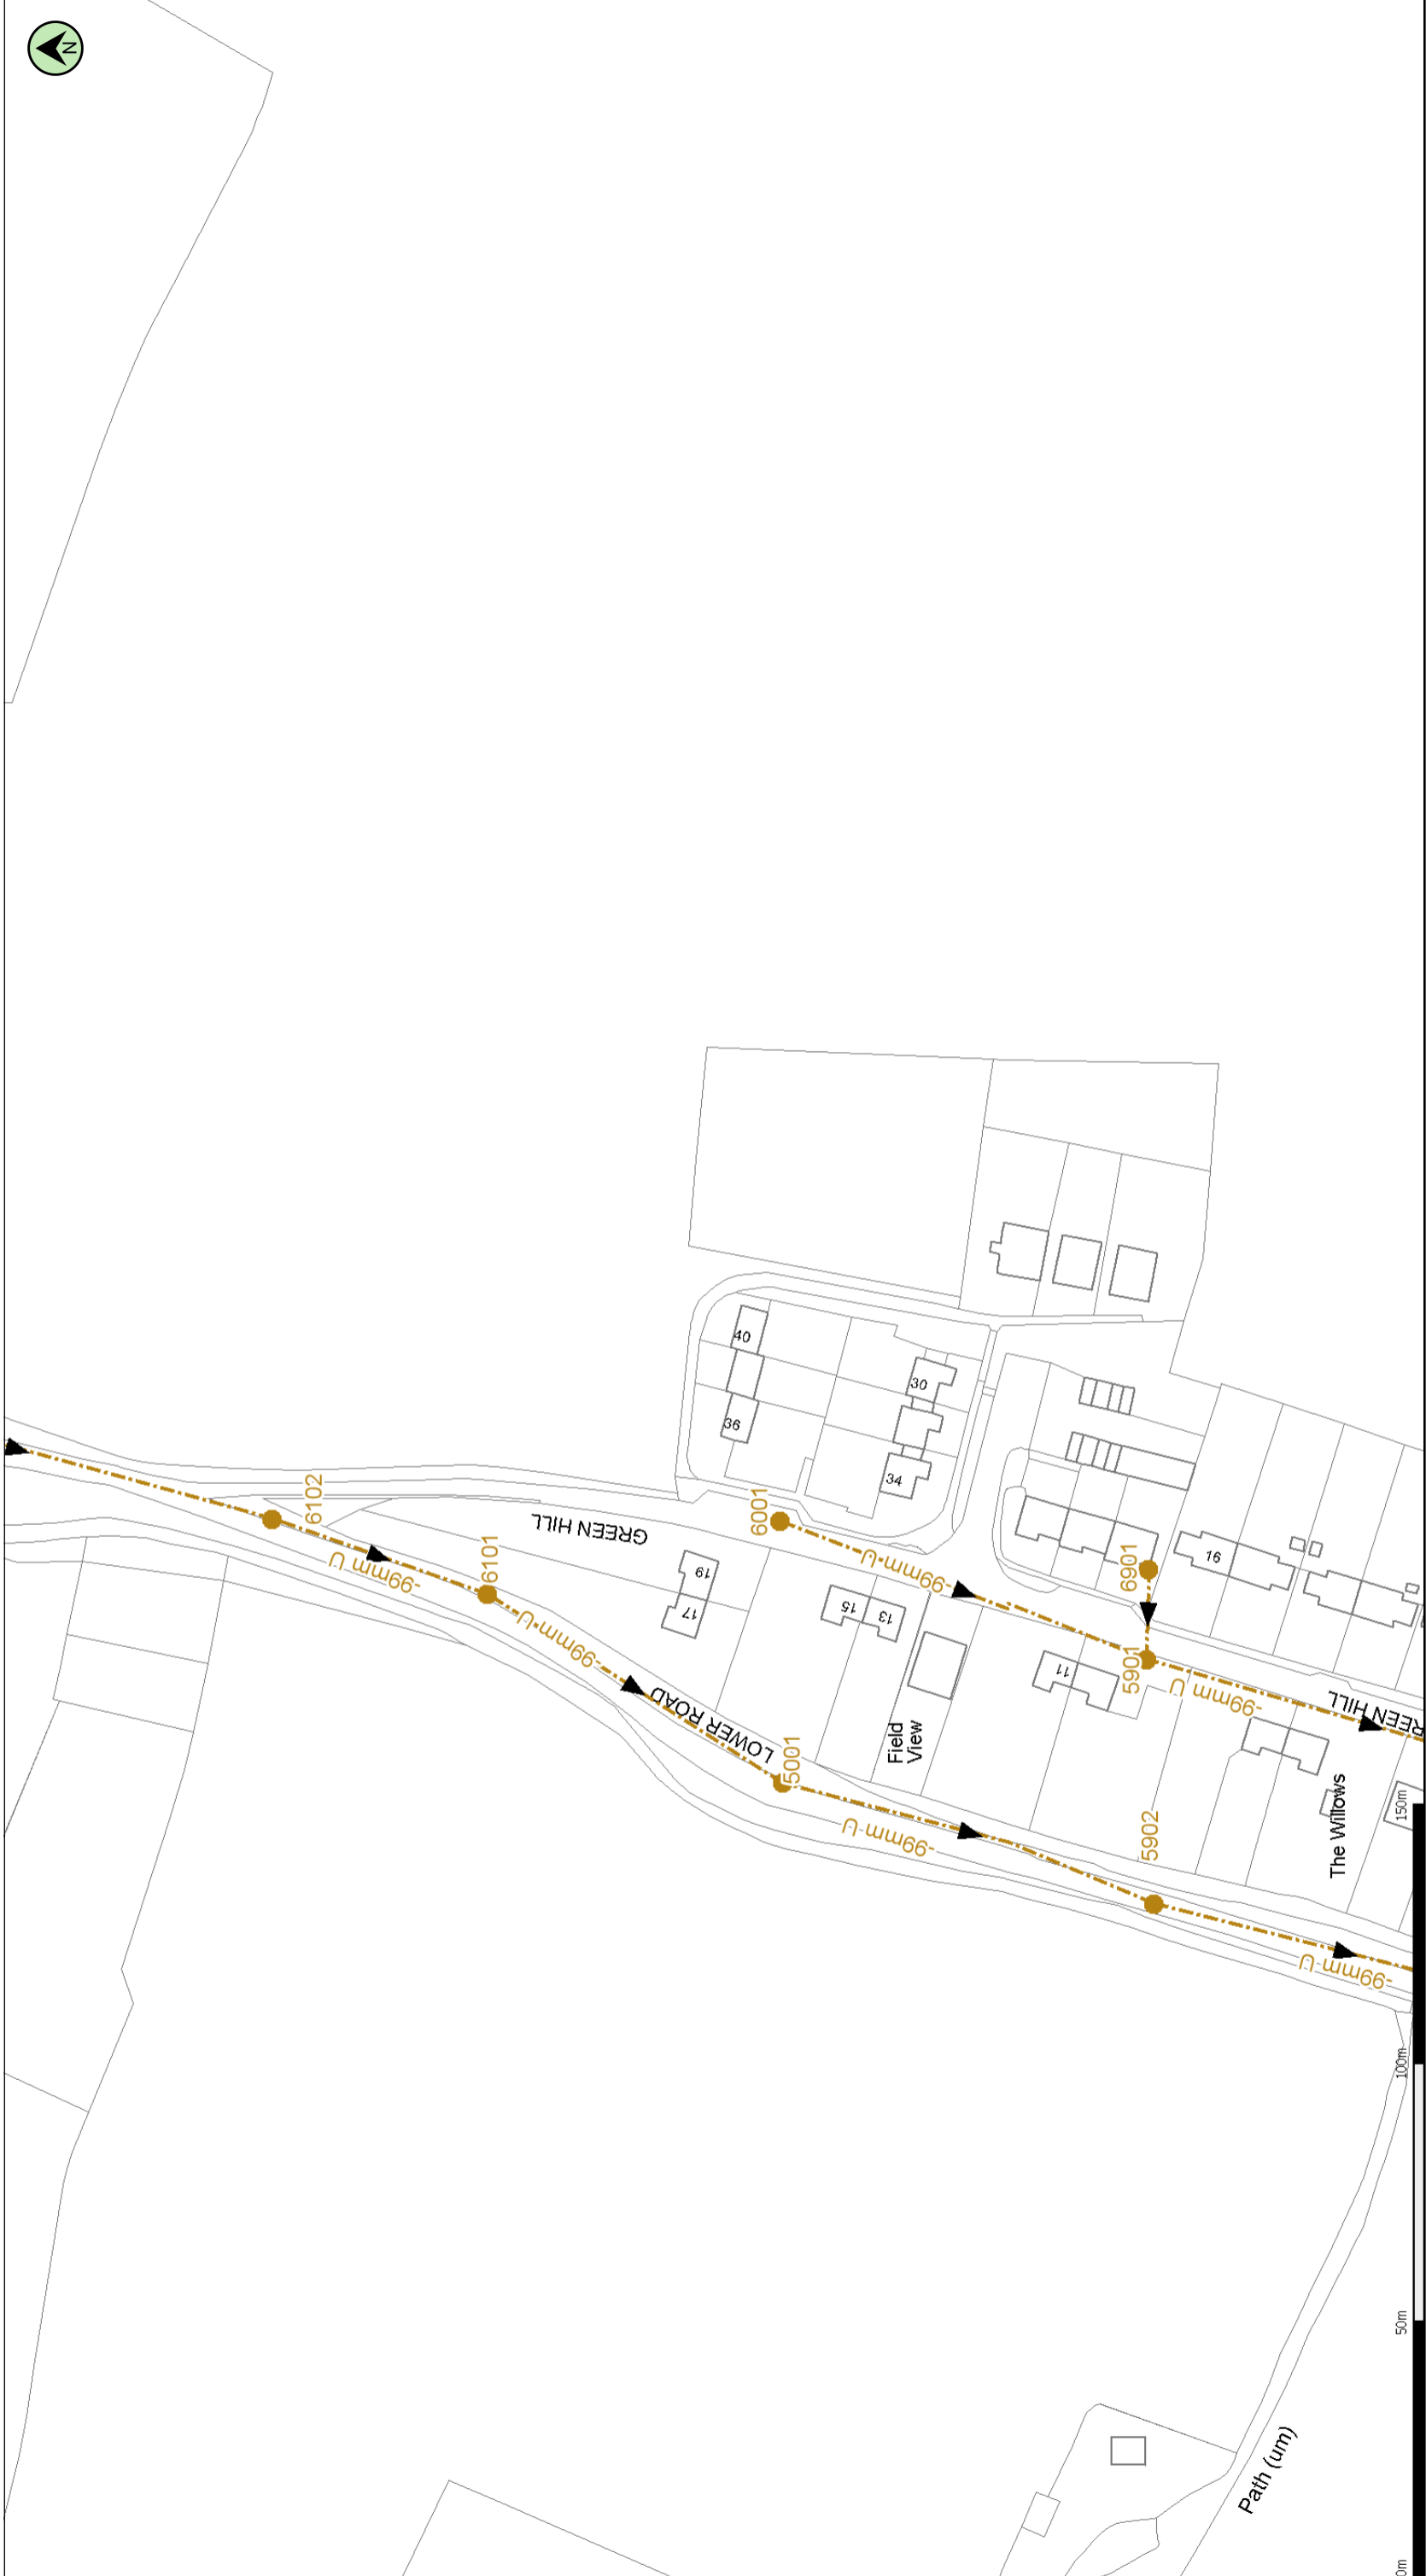 N
6102
-99mm U
6101
GREEN HILL
-99mm U
6001
40
36
30
34
-99mm U
19
17
15
13
LOWER ROAD
6901
16
11
5901
-99mm U
REEN HILL
Field
View
5001
-99mm U
5902
The Willows
150m
-99mm U
100m
50m
Path (um)
0m